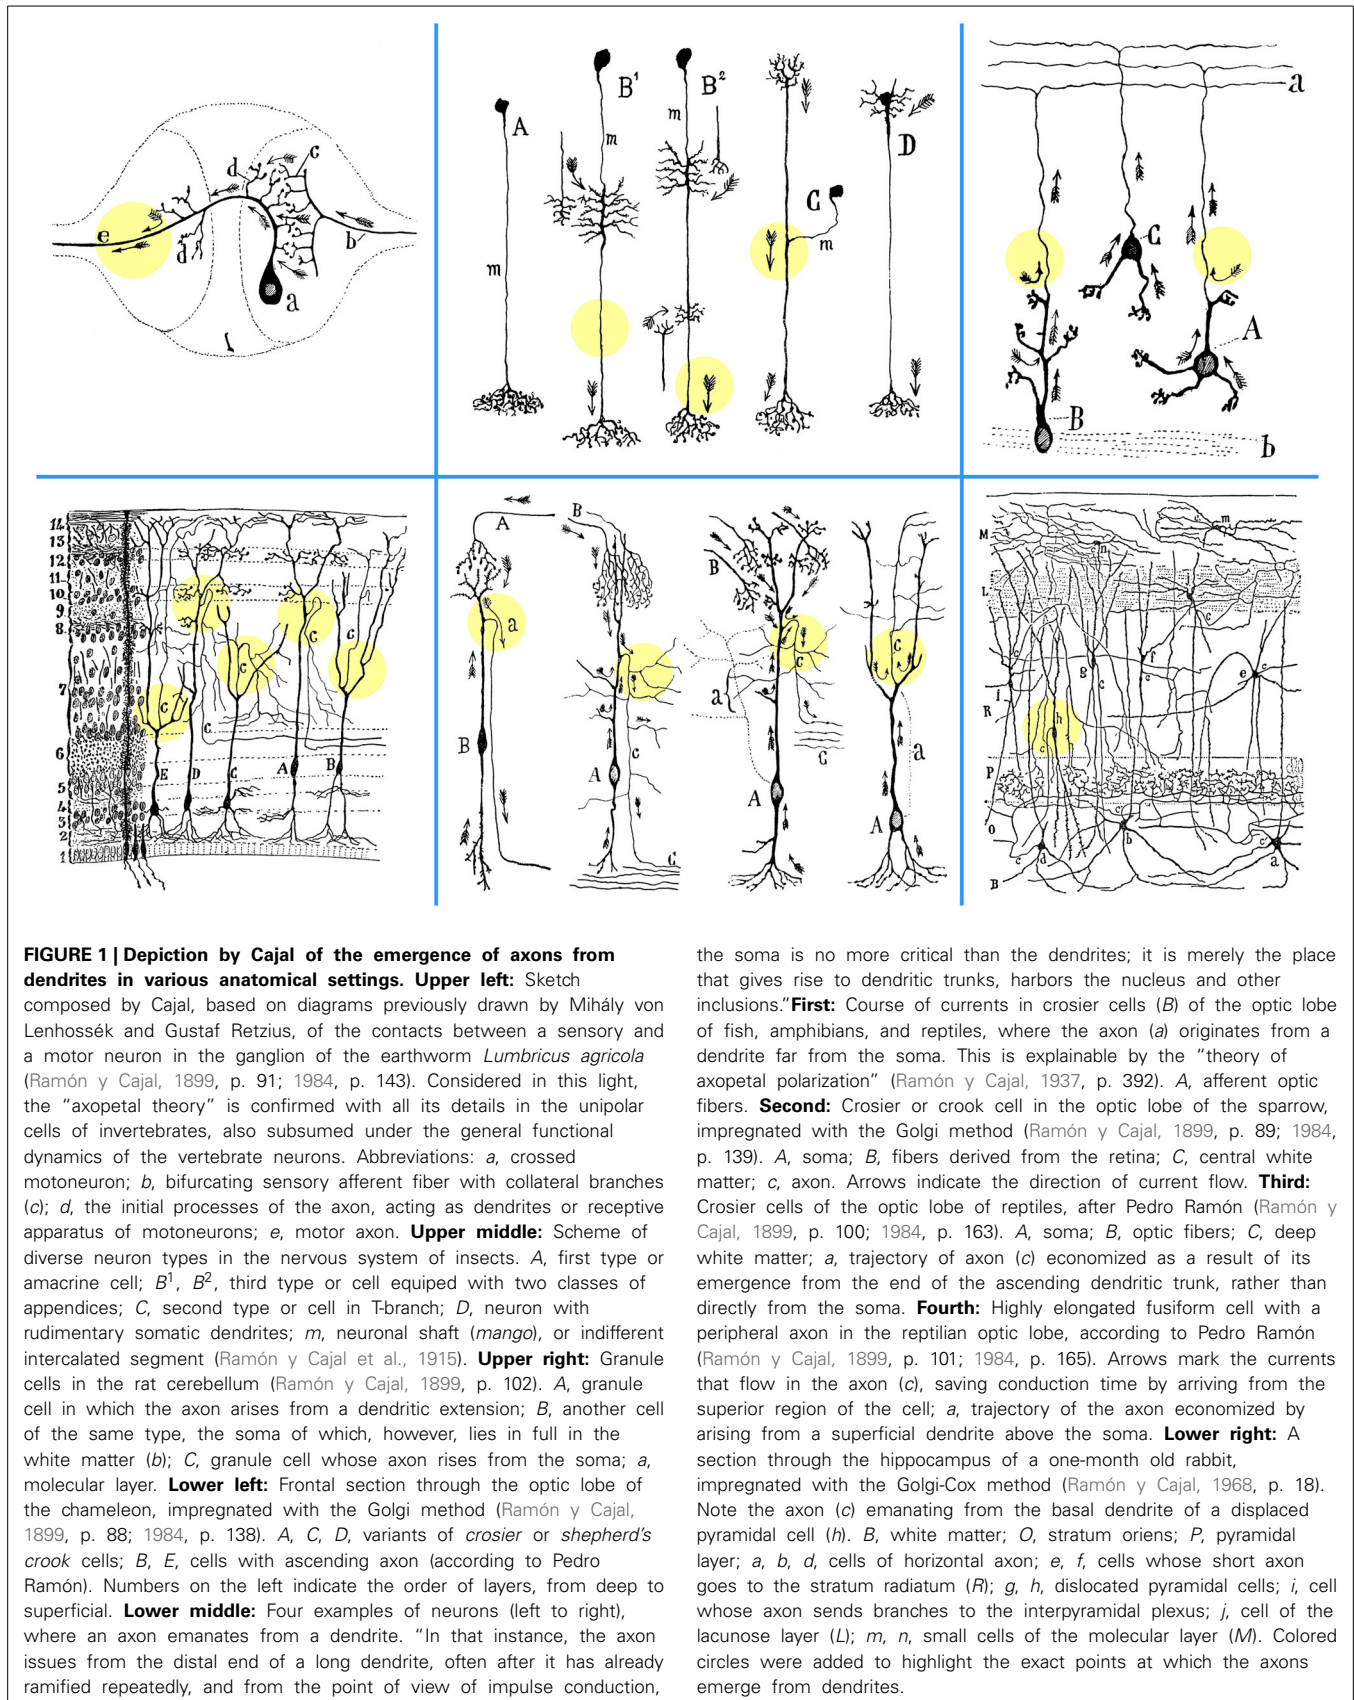 A
B¹
B²
D
C
m
m
m
m
a
b
c
d
d
e
a
C
A
B
b
14
13
12
11
10
9
8
7
6
5
4
3
2
1
c
c
c
c
c
E
D
C
A
B
A
B
a
B
A
c
C
B
a
A
c
C
c
a
A
M
L
R
P
O
B
m
n
g
c
f
e
c
h
c
d
b
a
FIGURE 1 | Depiction by Cajal of the emergence of axons from
dendrites in various anatomical settings. Upper left: Sketch
composed by Cajal, based on diagrams previously drawn by Mihály von
Lenhossék and Gustaf Retzius, of the contacts between a sensory and
a motor neuron in the ganglion of the earthworm Lumbricus agricola
(Ramón y Cajal, 1899, p. 91; 1984, p. 143). Considered in this light,
the “axopetal theory” is confirmed with all its details in the unipolar
cells of invertebrates, also subsumed under the general functional
dynamics of the vertebrate neurons. Abbreviations: a, crossed
motoneuron; b, bifurcating sensory afferent fiber with collateral branches
(c); d, the initial processes of the axon, acting as dendrites or receptive
apparatus of motoneurons; e, motor axon. Upper middle: Scheme of
diverse neuron types in the nervous system of insects. A, first type or
amacrine cell; B¹, B², third type or cell equiped with two classes of
appendices; C, second type or cell in T-branch; D, neuron with
rudimentary somatic dendrites; m, neuronal shaft (mango), or indifferent
intercalated segment (Ramón y Cajal et al., 1915). Upper right: Granule
cells in the rat cerebellum (Ramón y Cajal, 1899, p. 102). A, granule
cell in which the axon arises from a dendritic extension; B, another cell
of the same type, the soma of which, however, lies in full in the
white matter (b); C, granule cell whose axon rises from the soma; a,
molecular layer. Lower left: Frontal section through the optic lobe of
the chameleon, impregnated with the Golgi method (Ramón y Cajal,
1899, p. 88; 1984, p. 138). A, C, D, variants of crosier or shepherd's
crook cells; B, E, cells with ascending axon (according to Pedro
Ramón). Numbers on the left indicate the order of layers, from deep to
superficial. Lower middle: Four examples of neurons (left to right),
where an axon emanates from a dendrite. “In that instance, the axon
issues from the distal end of a long dendrite, often after it has already
ramified repeatedly, and from the point of view of impulse conduction,
the soma is no more critical than the dendrites; it is merely the place
that gives rise to dendritic trunks, harbors the nucleus and other
inclusions.” First: Course of currents in crosier cells (B) of the optic lobe
of fish, amphibians, and reptiles, where the axon (a) originates from a
dendrite far from the soma. This is explainable by the “theory of
axopetal polarization” (Ramón y Cajal, 1937, p. 392). A, afferent optic
fibers. Second: Crosier or crook cell in the optic lobe of the sparrow,
impregnated with the Golgi method (Ramón y Cajal, 1899, p. 89; 1984,
p. 139). A, soma; B, fibers derived from the retina; C, central white
matter; c, axon. Arrows indicate the direction of current flow. Third:
Crosier cells of the optic lobe of reptiles, after Pedro Ramón (Ramón y
Cajal, 1899, p. 100; 1984, p. 163). A, soma; B, optic fibers; C, deep
white matter; a, trajectory of axon (c) economized as a result of its
emergence from the end of the ascending dendritic trunk, rather than
directly from the soma. Fourth: Highly elongated fusiform cell with a
peripheral axon in the reptilian optic lobe, according to Pedro Ramón
(Ramón y Cajal, 1899, p. 101; 1984, p. 165). Arrows mark the currents
that flow in the axon (c), saving conduction time by arriving from the
superior region of the cell; a, trajectory of the axon economized by
arising from a superficial dendrite above the soma. Lower right: A
section through the hippocampus of a one-month old rabbit,
impregnated with the Golgi-Cox method (Ramón y Cajal, 1968, p. 18).
Note the axon (c) emanating from the basal dendrite of a displaced
pyramidal cell (h). B, white matter; O, stratum oriens; P, pyramidal
layer; a, b, d, cells of horizontal axon; e, f, cells whose short axon
goes to the stratum radiatum (R); g, h, dislocated pyramidal cells; i, cell
whose axon sends branches to the interpyramidal plexus; j, cell of the
lacunose layer (L); m, n, small cells of the molecular layer (M). Colored
circles were added to highlight the exact points at which the axons
emerge from dendrites.